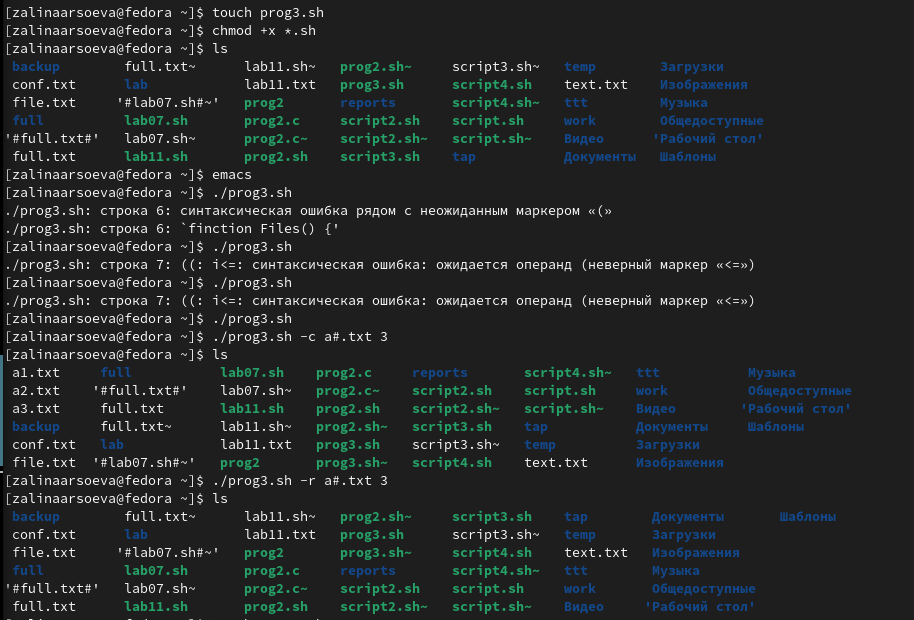 [zalinaarsoeva@fedora ~]$ touch prog3.sh
[zalinaarsoeva@fedora ~]$ chmod +x *.sh
[zalinaarsoeva@fedora ~]$ ls
backup full.txt~ lab11.sh~ prog2.sh~ script3.sh~ temp Загрузки
conf.txt lab lab11.txt prog3.sh script4.sh text.txt Изображения
file.txt '#lab07.sh#~' prog2 reports script4.sh~ ttt Музыка
full lab07.sh prog2.c script2.sh script.sh work Общедоступные
'#full.txt#' lab07.sh~ prog2.c~ script2.sh~ script.sh~ Видео 'Рабочий стол'
full.txt lab11.sh prog2.sh script3.sh tap Документы Шаблоны
[zalinaarsoeva@fedora ~]$ emacs
[zalinaarsoeva@fedora ~]$ ./prog3.sh
./prog3.sh: строка 6: синтаксическая ошибка рядом с неожиданным маркером «(»
./prog3.sh: строка 6: `finction Files() {'
[zalinaarsoeva@fedora ~]$ ./prog3.sh
./prog3.sh: строка 7: ((: i<=: синтаксическая ошибка: ожидается операнд (неверный маркер «<=»)
[zalinaarsoeva@fedora ~]$ ./prog3.sh
./prog3.sh: строка 7: ((: i<=: синтаксическая ошибка: ожидается операнд (неверный маркер «<=»)
[zalinaarsoeva@fedora ~]$ ./prog3.sh
[zalinaarsoeva@fedora ~]$ ./prog3.sh -c a#.txt 3
[zalinaarsoeva@fedora ~]$ ls
a1.txt full lab07.sh prog2.c reports script4.sh~ ttt Музыка
a2.txt '#full.txt#' lab07.sh~ prog2.c~ script2.sh script.sh work Общедоступные
a3.txt full.txt lab11.sh prog2.sh script2.sh~ script.sh~ Видео 'Рабочий стол'
backup full.txt~ lab11.sh~ prog2.sh~ script3.sh tap Документы Шаблоны
conf.txt lab lab11.txt prog3.sh script3.sh~ temp Загрузки
file.txt '#lab07.sh#~' prog2 prog3.sh~ script4.sh text.txt Изображения
[zalinaarsoeva@fedora ~]$ ./prog3.sh -r a#.txt 3
[zalinaarsoeva@fedora ~]$ ls
backup full.txt~ lab11.sh~ prog2.sh~ script3.sh tap Документы Шаблоны
conf.txt lab lab11.txt prog3.sh script3.sh~ temp Загрузки
file.txt '#lab07.sh#~' prog2 prog3.sh~ script4.sh text.txt Изображения
full lab07.sh prog2.c reports script4.sh~ ttt Музыка
'#full.txt#' lab07.sh~ prog2.c~ script2.sh script.sh work Общедоступные
full.txt lab11.sh prog2.sh script2.sh~ script.sh~ Видео 'Рабочий стол'